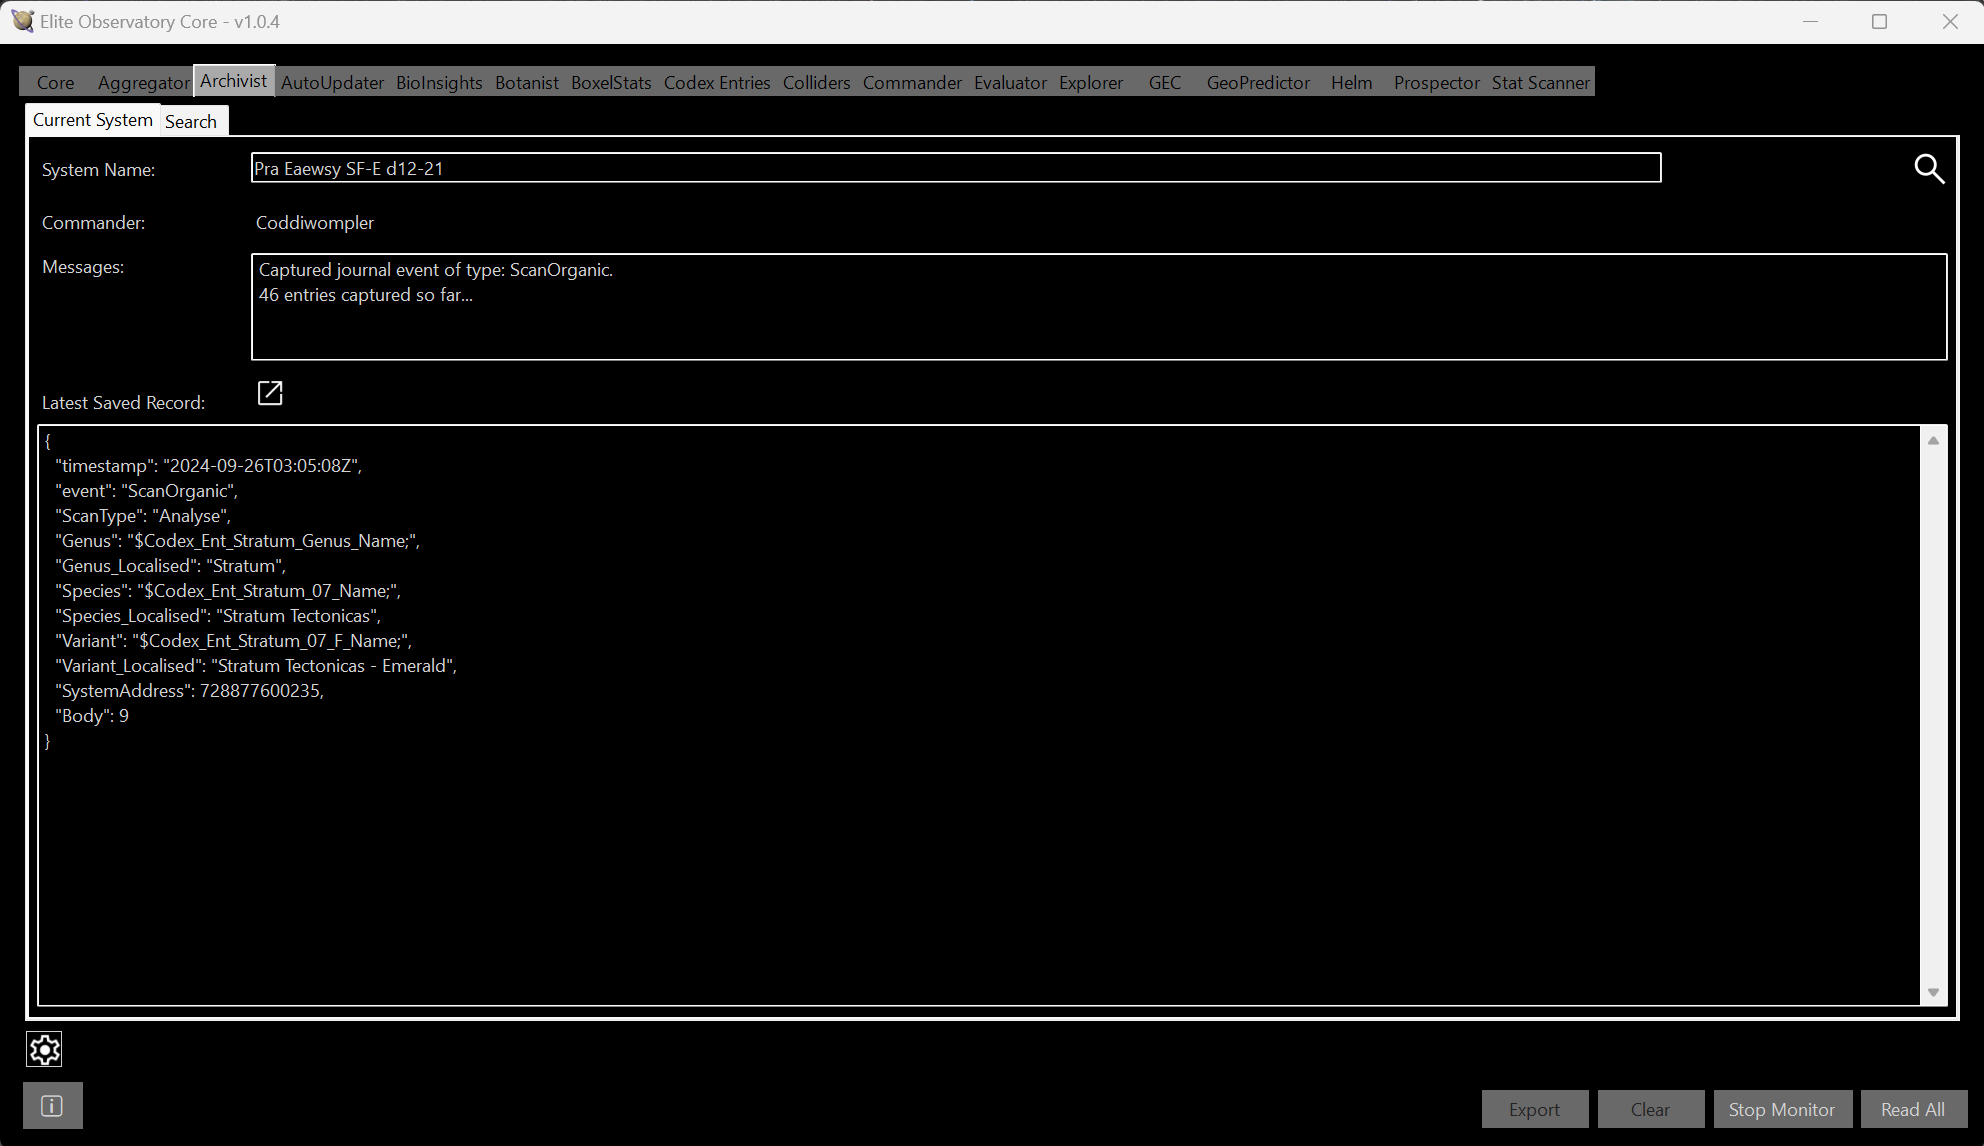 Elite Observatory Core - v1.0.4
Core Aggregator Archivist AutoUpdater BioInsights Botanist BoxelStats Codex Entries Colliders Commander Evaluator Explorer GEC GeoPredictor Helm Prospector Stat Scanner
Current System Search
System Name: Pra Eaewsy SF-E d12-21
Commander: Coddiwompler
Messages: Captured journal event of type: ScanOrganic.
46 entries captured so far...
Latest Saved Record:
{
"timestamp": "2024-09-26T03:05:08Z",
"event": "ScanOrganic",
"ScanType": "Analyse",
"Genus": "$Codex_Ent_Stratum_Genus_Name;",
"Genus_Localised": "Stratum",
"Species": "$Codex_Ent_Stratum_07_Name;",
"Species_Localised": "Stratum Tectonicas",
"Variant": "$Codex_Ent_Stratum_07_F_Name;",
"Variant_Localised": "Stratum Tectonicas - Emerald",
"SystemAddress": 728877600235,
"Body": 9
}
Export Clear Stop Monitor Read All